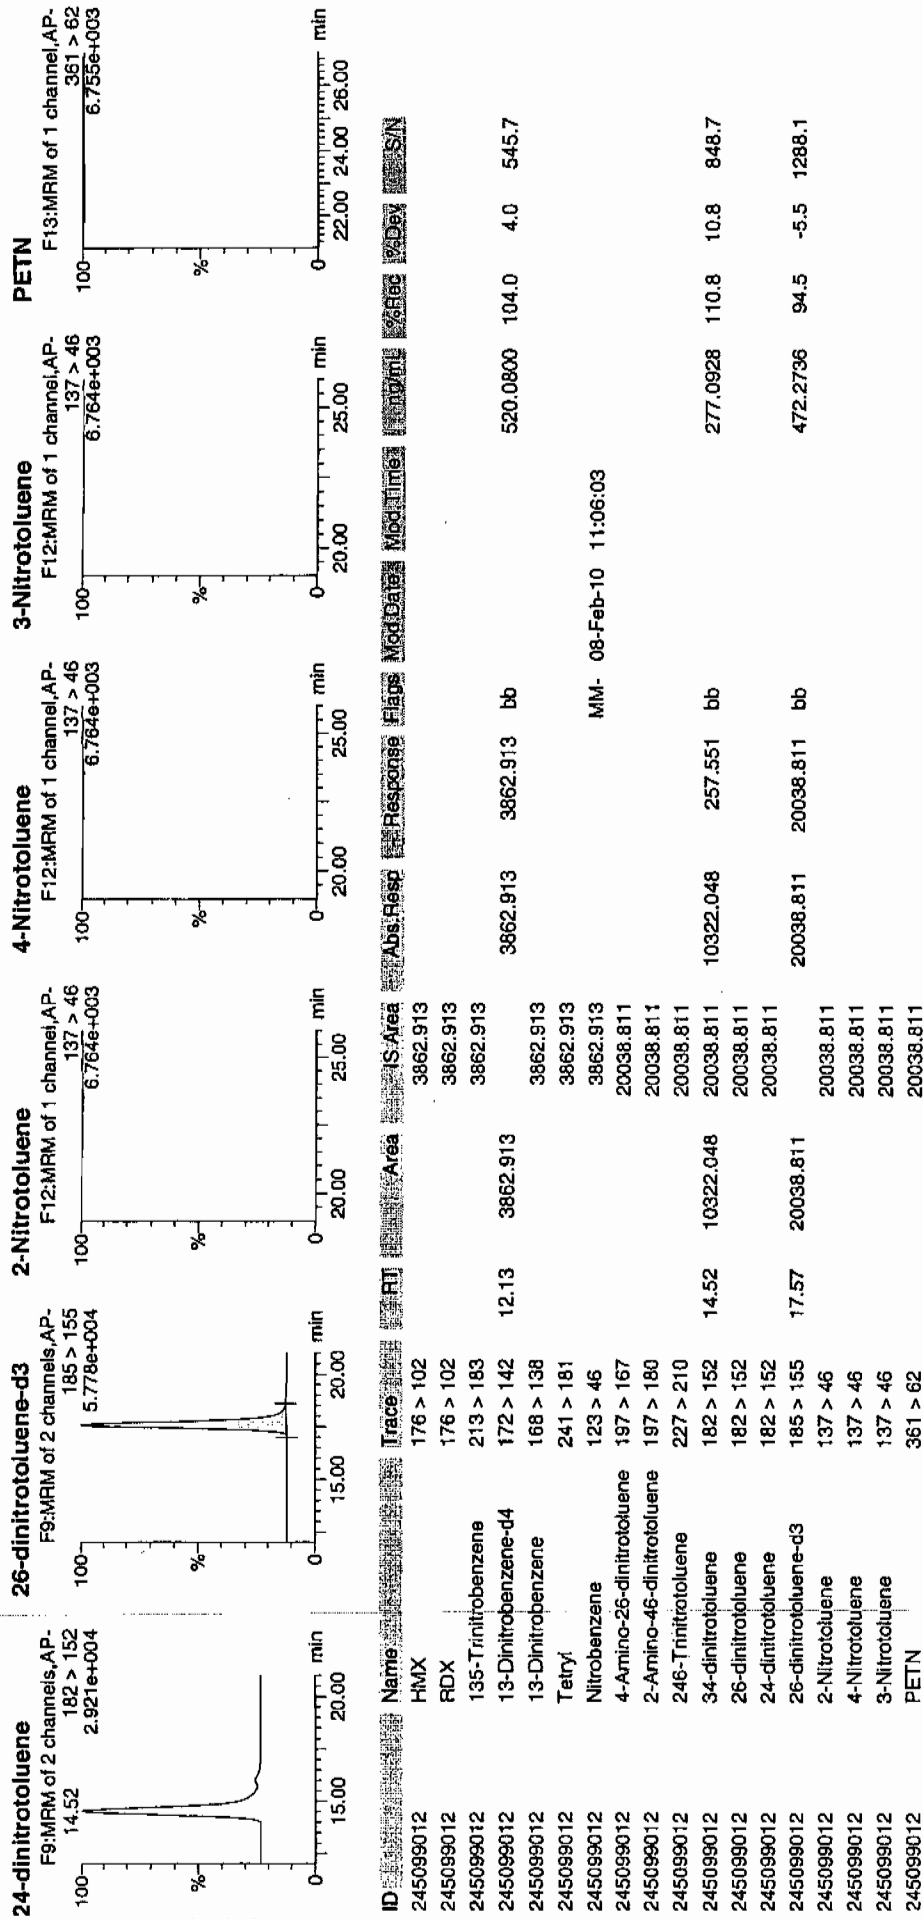 24-dinitrotoluene
F9:MRM of 2 channels,AP-
14.52 182 > 152
2.921e+004
100
%
0
15.00 20.00 min
26-dinitrotoluene-d3
F9:MRM of 2 channels,AP-
185 > 155
5.778e+004
100
%
0
15.00 20.00 min
2-Nitrotoluene
F12:MRM of 1 channel,AP-
137 > 46
6.764e+003
100
%
0
20.00 25.00 min
4-Nitrotoluene
F12:MRM of 1 channel,AP-
137 > 46
6.764e+003
100
%
0
20.00 25.00 min
3-Nitrotoluene
F12:MRM of 1 channel,AP-
137 > 46
6.764e+003
100
%
0
20.00 25.00 min
PETN
F13:MRM of 1 channel,AP-
361 > 62
6.755e+003
100
%
0
22.00 24.00 26.00 min
ID Name Trace RT Area IS Area Abs.Resp Response Flags Mod.Date Mod.Time ng/mL %Rec %Dev S/N
245099012 HMX 176 > 102 3862.913
245099012 RDX 176 > 102 3862.913
245099012 135-Trinitrobenzene 213 > 183 3862.913
245099012 13-Dinitrobenzene-d4 172 > 142 12.13 3862.913 3862.913 3862.913 bb 520.0800 104.0 4.0 545.7
245099012 13-Dinitrobenzene 168 > 138 3862.913
245099012 Tetryl 241 > 181 3862.913
245099012 Nitrobenzene 123 > 46 3862.913 MM- 08-Feb-10 11:06:03
245099012 4-Amino-26-dinitrotoluene 197 > 167 20038.811
245099012 2-Amino-46-dinitrotoluene 197 > 180 20038.811
245099012 246-Trinitrotoluene 227 > 210 20038.811
245099012 34-dinitrotoluene 182 > 152 14.52 10322.048 20038.811 10322.048 257.551 bb 277.0928 110.8 10.8 848.7
245099012 26-dinitrotoluene 182 > 152 20038.811
245099012 24-dinitrotoluene 182 > 152 20038.811
245099012 26-dinitrotoluene-d3 185 > 155 17.57 20038.811 20038.811 20038.811 bb 472.2736 94.5 -5.5 1288.1
245099012 2-Nitrotoluene 137 > 46 20038.811
245099012 4-Nitrotoluene 137 > 46 20038.811
245099012 3-Nitrotoluene 137 > 46 20038.811
245099012 PETN 361 > 62 20038.811